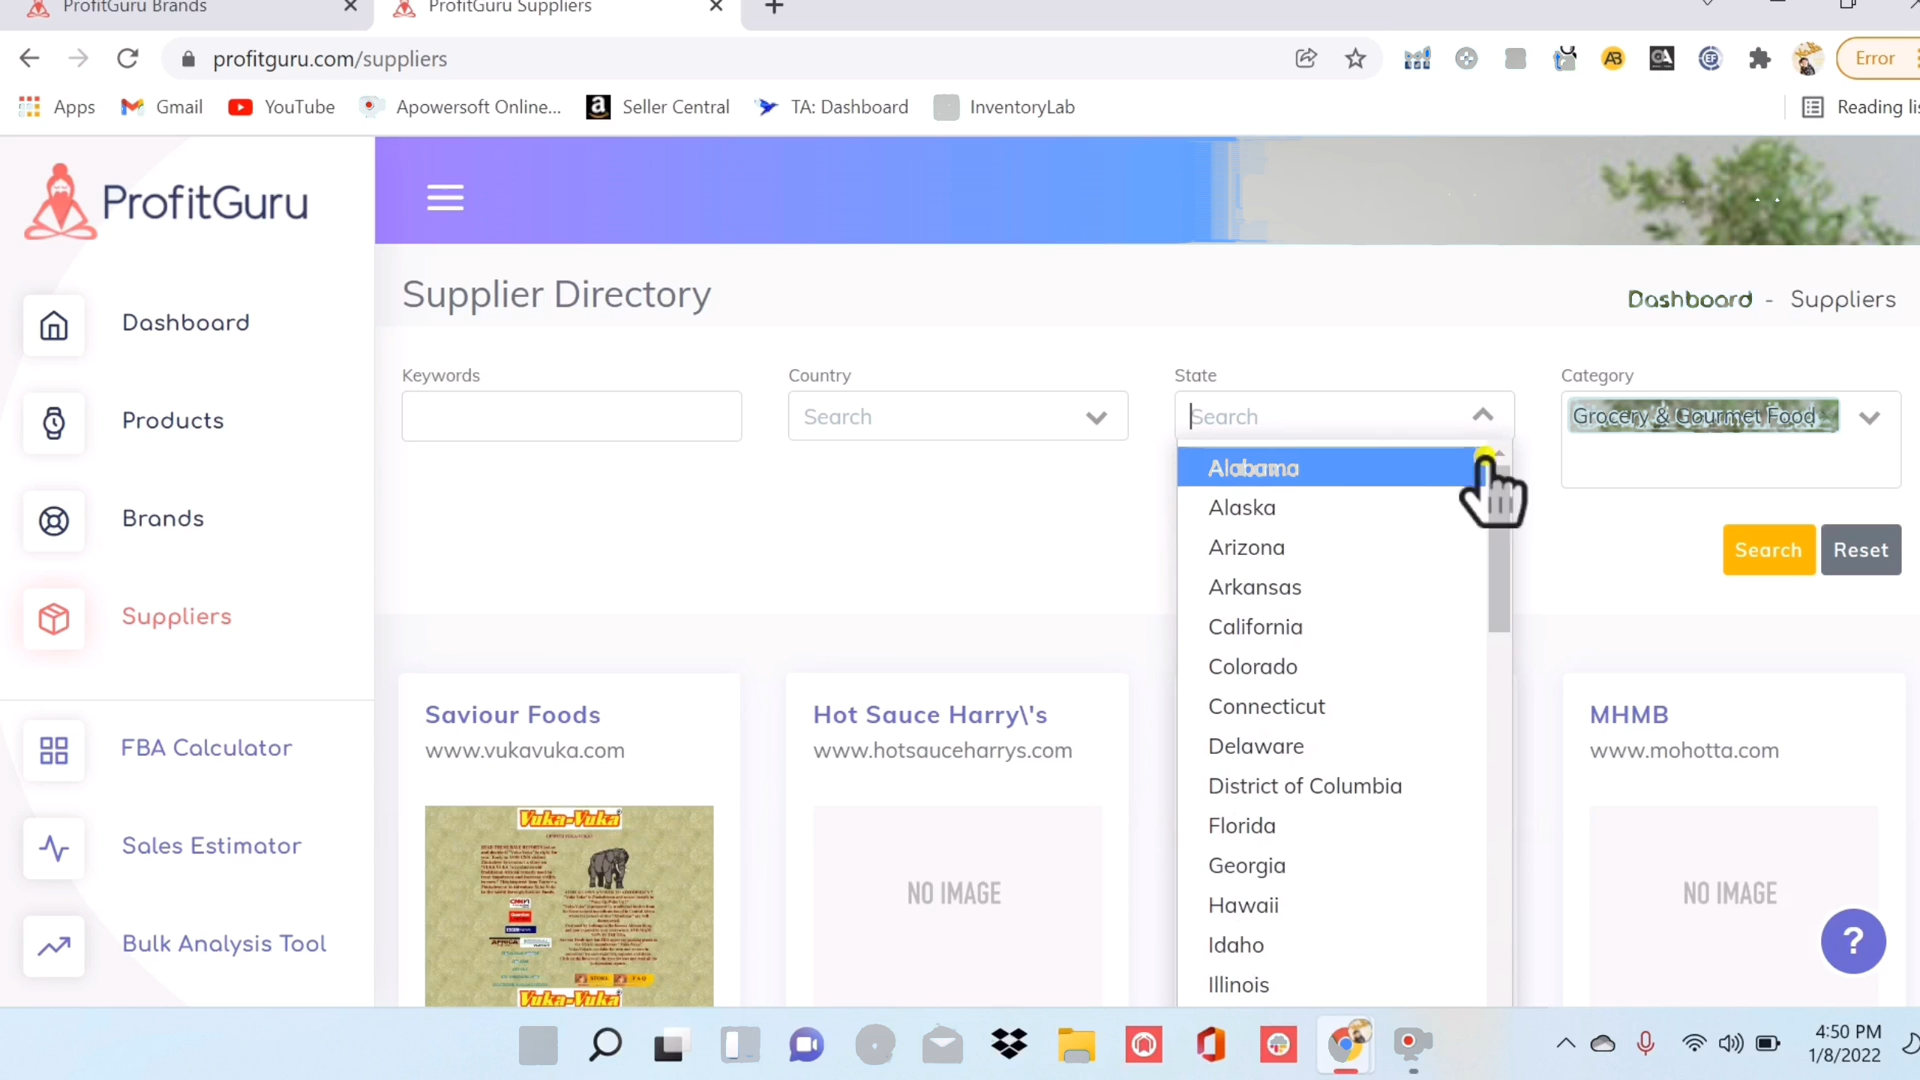 ProfitGuru Brands
ProfitGuru Suppliers
profitguru.com/suppliers
Error
Apps
Gmail
YouTube
Apowersoft Online...
Seller Central
TA: Dashboard
InventoryLab
Reading lis
ProfitGuru
Supplier Directory
Dashboard - Suppliers
Dashboard
Products
Brands
Suppliers
FBA Calculator
Sales Estimator
Bulk Analysis Tool
Keywords
Country
Search
State
Search
Category
Grocery & Gourmet Food
Alabama
Alaska
Arizona
Arkansas
California
Colorado
Connecticut
Delaware
District of Columbia
Florida
Georgia
Hawaii
Idaho
Illinois
Search
Reset
Saviour Foods
www.vukavuka.com
Vuka-Vuka
Vuka-Vuka
Hot Sauce Harry\'s
www.hotsauceharrys.com
NO IMAGE
MHMB
www.mohotta.com
NO IMAGE
?
4:50 PM
1/8/2022